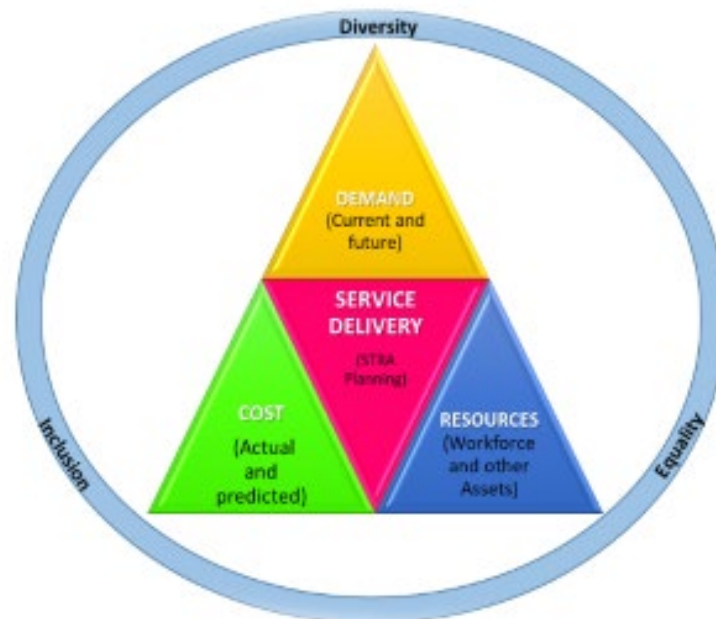 Diversity
DEMAND
(Current and
future)
SERVICE
DELIVERY
(STRA
Planning)
COST
(Actual
and
predicted)
RESOURCES
(Workforce
and other
Assets)
Inclusion
Equality